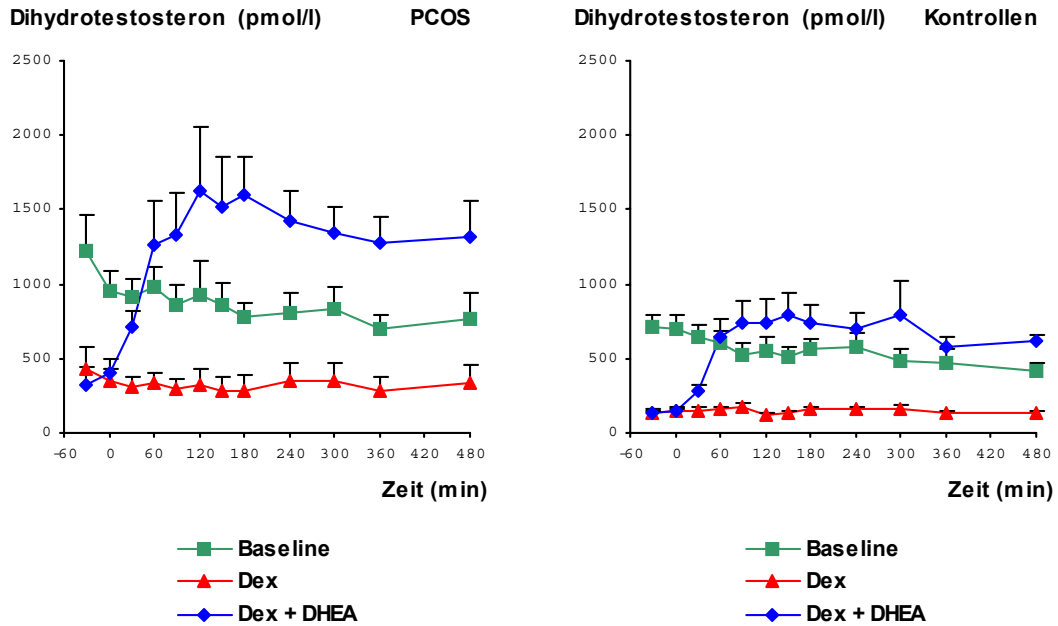 Dihydrotestosteron (pmol/l) PCOS
2500
2000
1500
1000
500
0
-60 0 60 120 180 240 300 360 420 480
Zeit (min)
Baseline
Dex
Dex + DHEA
Dihydrotestosteron (pmol/l) Kontrollen
2500
2000
1500
1000
500
0
-60 0 60 120 180 240 300 360 420 480
Zeit (min)
Baseline
Dex
Dex + DHEA